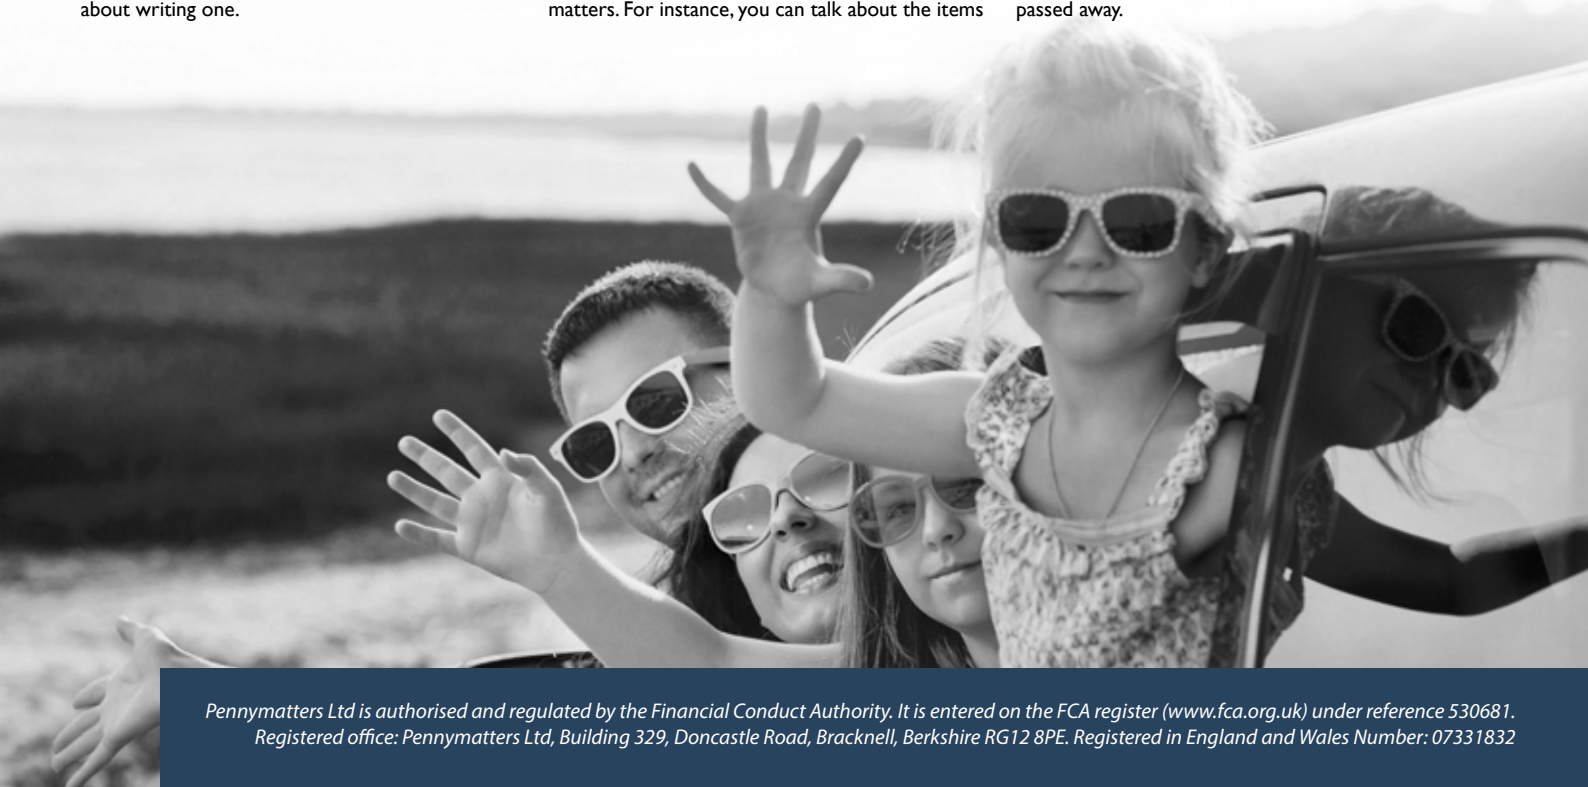 about writing one.
matters. For instance, you can talk about the items
passed away.
Pennymatters Ltd is authorised and regulated by the Financial Conduct Authority. It is entered on the FCA register (www.fca.org.uk) under reference 530681.
Registered office: Pennymatters Ltd, Building 329, Doncastle Road, Bracknell, Berkshire RG12 8PE. Registered in England and Wales Number: 07331832